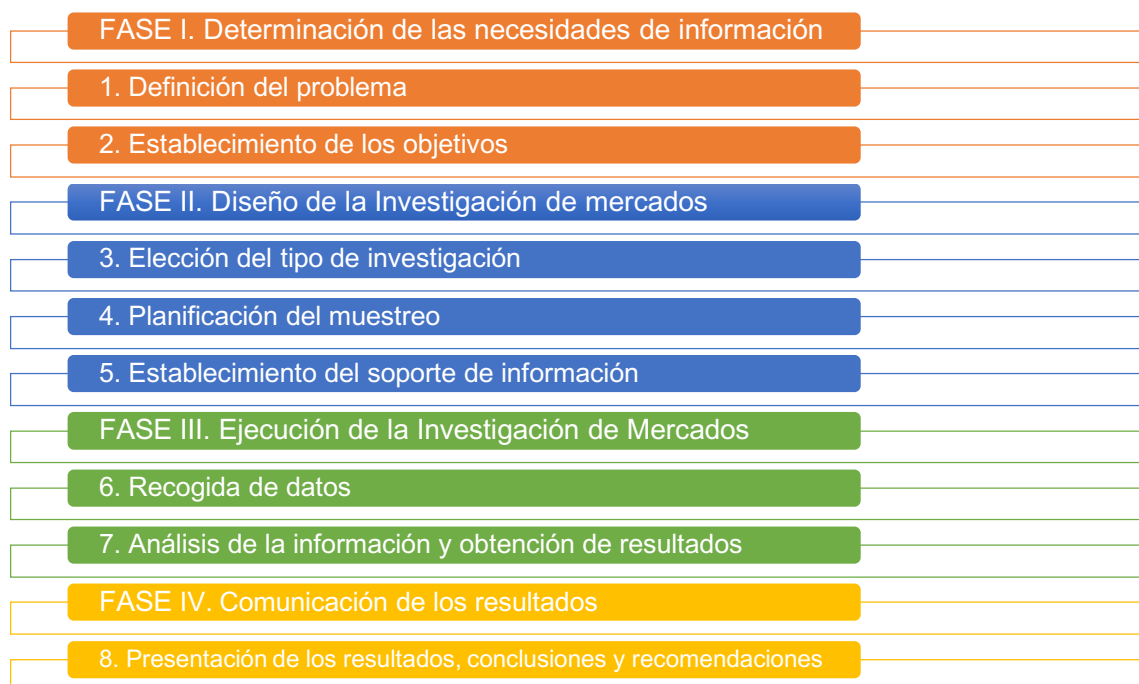 FASE I. Determinación de las necesidades de información
1. Definición del problema
2. Establecimiento de los objetivos
FASE II. Diseño de la Investigación de mercados
3. Elección del tipo de investigación
4. Planificación del muestreo
5. Establecimiento del soporte de información
FASE III. Ejecución de la Investigación de Mercados
6. Recogida de datos
7. Análisis de la información y obtención de resultados
FASE IV. Comunicación de los resultados
8. Presentación de los resultados, conclusiones y recomendaciones